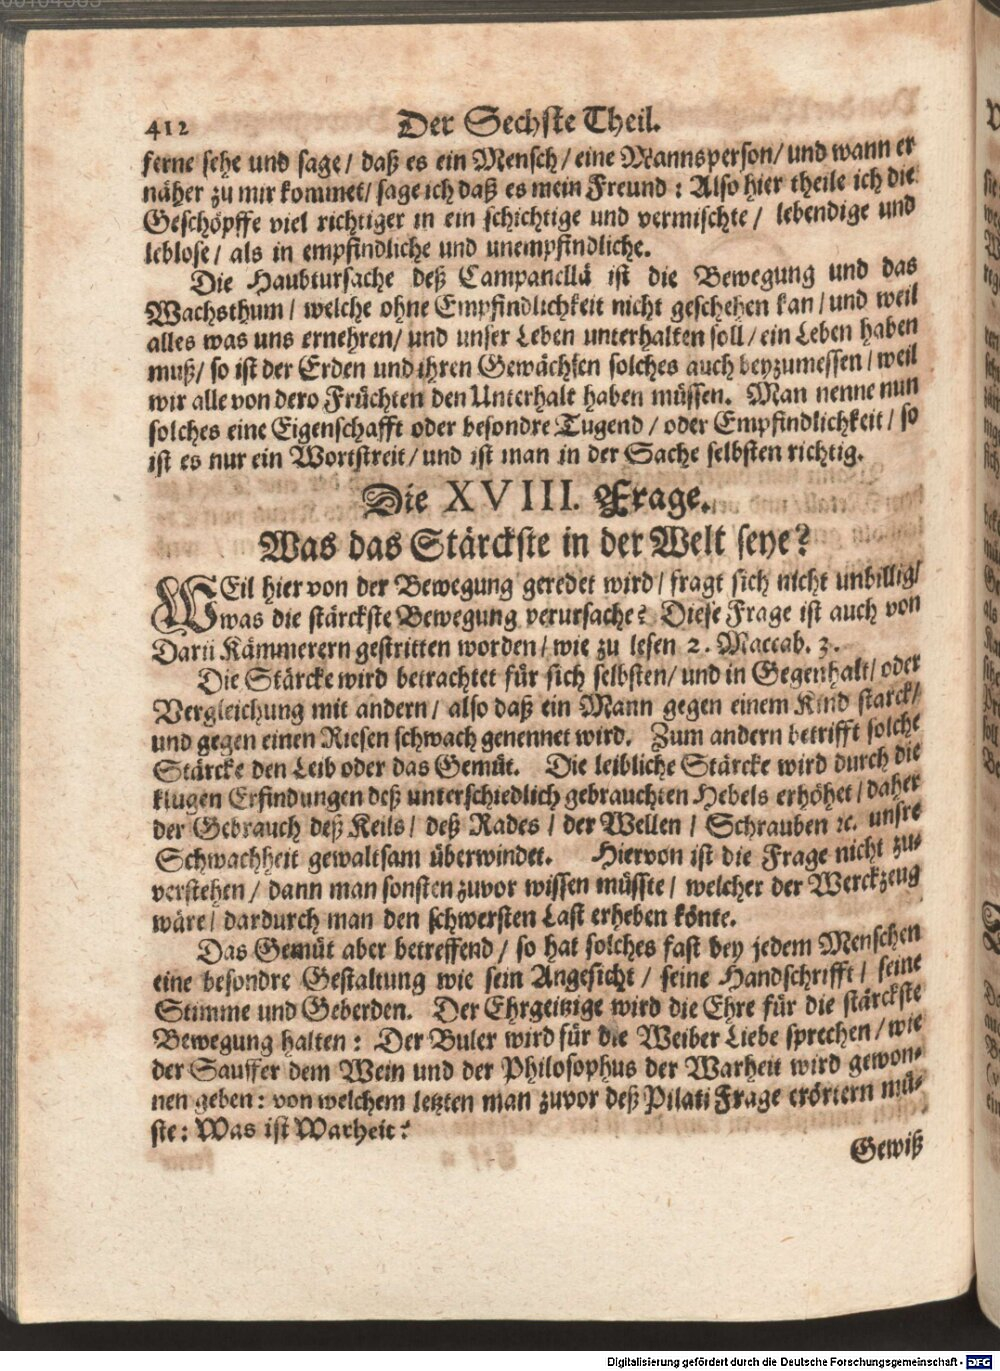 412 Der Sechste Theil.
ferne sehe und sage/ daß es ein Mensch/ eine Mannsperson/ und wann er
näher zu mir kommet/ sage ich daß es mein Freund: Also hier theile ich die
Geschöpffe viel richtiger in ein schichtige und vermischte/ lebendige und
leblose/ als in empfindliche und unempfindliche.
Die Haubtursache deß Campanellä ist die Bewegung und das
Wachsthum/ welche ohne Empfindlichkeit nicht geschehen kan/ und weil
alles was uns ernehren/ und unser Leben unterhalten soll/ ein Leben haben
muß/ so ist der Erden und ihren Gewächsen solches auch beyzumessen/ weil
wir alle von dero Früchten den Unterhalt haben müssen. Man nenne nun
solches eine Eigenschafft oder besondre Tugend/ oder Empfindlichkeit/ so
ist es nur ein Wortstreit/ und ist man in der Sache selbsten richtig.
Die XVIII. Frage.
Was das Stärckste in der Welt seye?
WEil hier von der Bewegung geredet wird/ fragt sich nicht unbillig/
was die stärckste Bewegung verursache? Diese Frage ist auch von
Darii Kämmerern gestritten worden/ wie zu lesen 2. Maccab. 3.
Die Stärcke wird betrachtet für sich selbsten/ und in Gegenhalt/ oder
Vergleichung mit andern/ also daß ein Mann gegen einem Kind starck/
und gegen einen Riesen schwach genennet wird. Zum andern betrifft solche
Stärcke den Leib oder das Gemüt. Die leibliche Stärcke wird durch die
klugen Erfindungen deß unterschiedlich gebrauchten Hebels erhöhet/ daher
der Gebrauch deß Keils/ deß Rades/ der Wellen/ Schrauben ꝛc. unsre
Schwachheit gewaltsam überwindet. Hiervon ist die Frage nicht zu-
verstehen/ dann man sonsten zuvor wissen müsste/ welcher der Werckzeug
wäre/ dardurch man den schwersten Last erheben könte.
Das Gemüt aber betreffend/ so hat solches fast bey jedem Menschen
eine besondre Gestaltung wie sein Angesicht/ seine Handschrifft/ seine
Stimme und Geberden. Der Ehrgeitzige wird die Ehre für die stärckste
Bewegung halten: Der Buler wird für die Weiber Liebe sprechen/ wie
der Sauffer dem Wein und der Philosophus der Warheit wird gewon-
nen geben: von welchem letzten man zuvor deß Pilati Frage erörtern mü-
ste: Was ist Warheit?
Gewiß
Digitalisierung gefördert durch die Deutsche Forschungsgemeinschaft - DFG